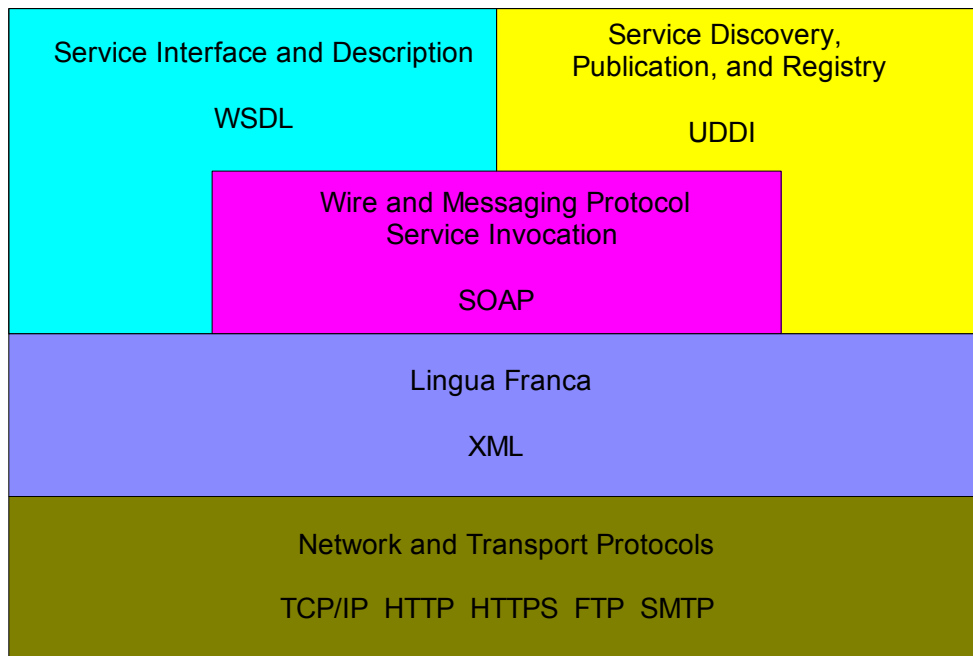 Service Interface and Description
WSDL
Service Discovery,
Publication, and Registry
UDDI
Wire and Messaging Protocol
Service Invocation
SOAP
Lingua Franca
XML
Network and Transport Protocols
TCP/IP HTTP HTTPS FTP SMTP